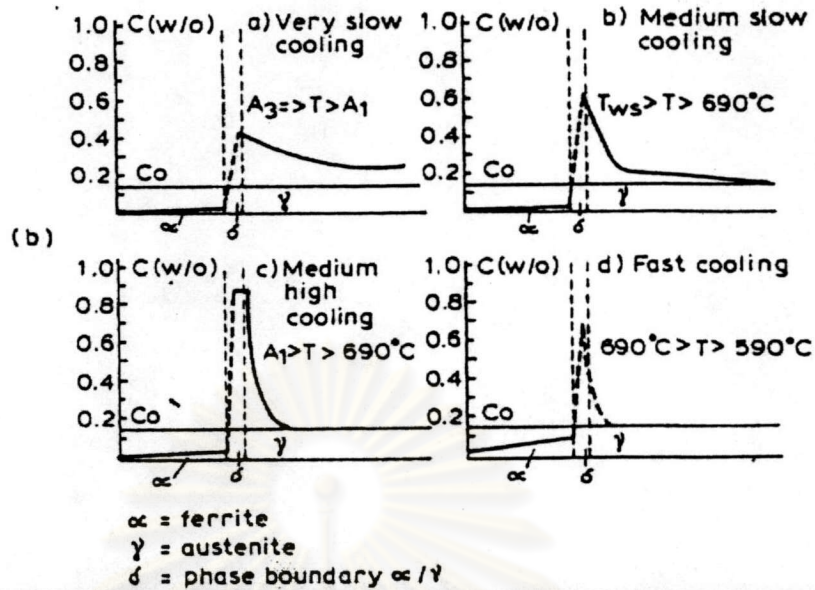 C(w/o) a) Very slow
cooling
1.0
0.8
0.6
0.4
0.2
A3=>T>A1
Co
α
δ
γ
C(w/o) b) Medium slow
cooling
1.0
0.8
0.6
0.4
0.2
Tws>T>690°C
Co
α
δ
γ
(b)
C(w/o) c) Medium
high
cooling
1.0
0.8
0.6
0.4
0.2
A1>T>690°C
Co
α
δ
γ
C(w/o) d) Fast cooling
1.0
0.8
0.6
0.4
0.2
690°C>T>590°C
Co
α
δ
γ
α = ferrite
γ = austenite
δ = phase boundary α/γ